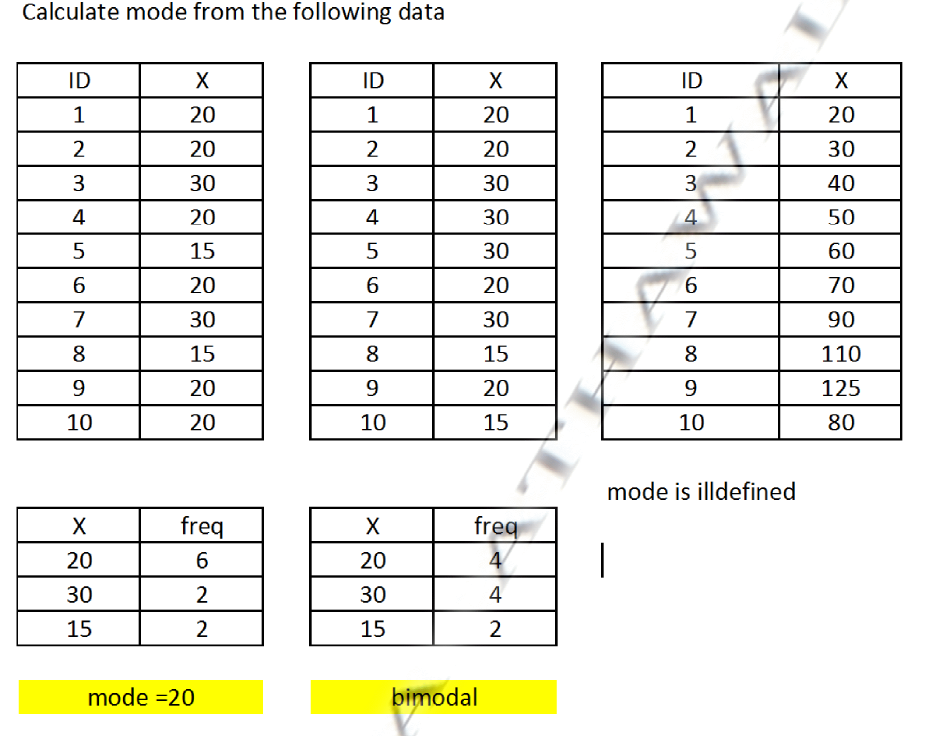 Calculate mode from the following data
ID X ID X ID X
1 20 1 20 1 20
2 20 2 20 2 30
3 30 3 30 3 40
4 20 4 30 4 50
5 15 5 30 5 60
6 20 6 20 6 70
7 30 7 30 7 90
8 15 8 15 8 110
9 20 9 20 9 125
10 20 10 15 10 80
mode is illdefined
X freq X freq
20 6 20 4
30 2 30 4
15 2 15 2
mode =20 bimodal